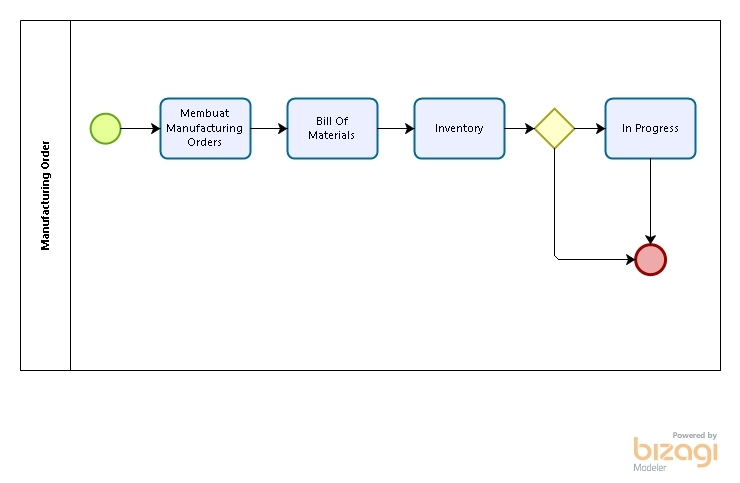 Manufacturing Order
Membuat
Manufacturing
Orders
Bill Of
Materials
Inventory
In Progress
Powered by
bizagi
Modeler